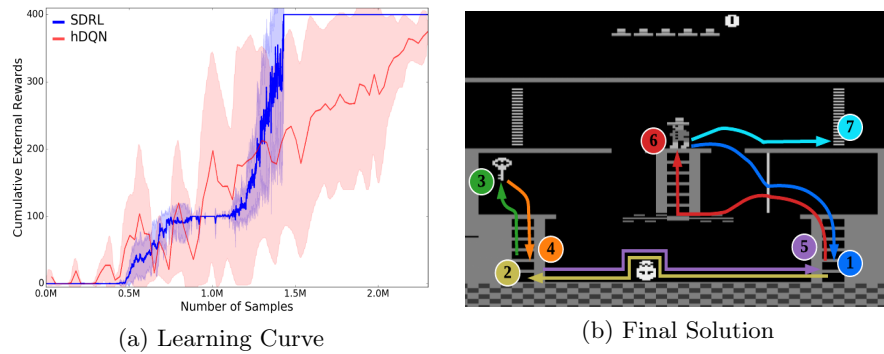 SDRL
hDQN
Cumulative External Rewards
400
300
200
100
0
0.0M 0.5M 1.0M 1.5M 2.0M
Number of Samples
(a) Learning Curve
7
6
3
4
5
2
1
(b) Final Solution